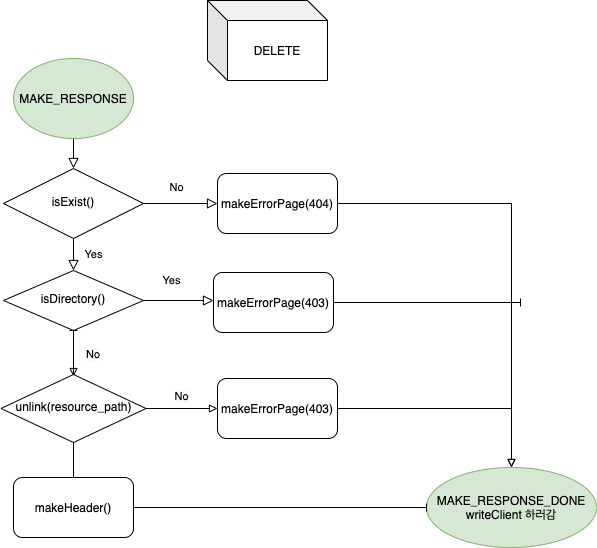 DELETE
MAKE_RESPONSE
isExist()
No
makeErrorPage(404)
Yes
isDirectory()
Yes
makeErrorPage(403)
No
unlink(resource_path)
No
makeErrorPage(403)
makeHeader()
MAKE_RESPONSE_DONE
writeClient 하러감